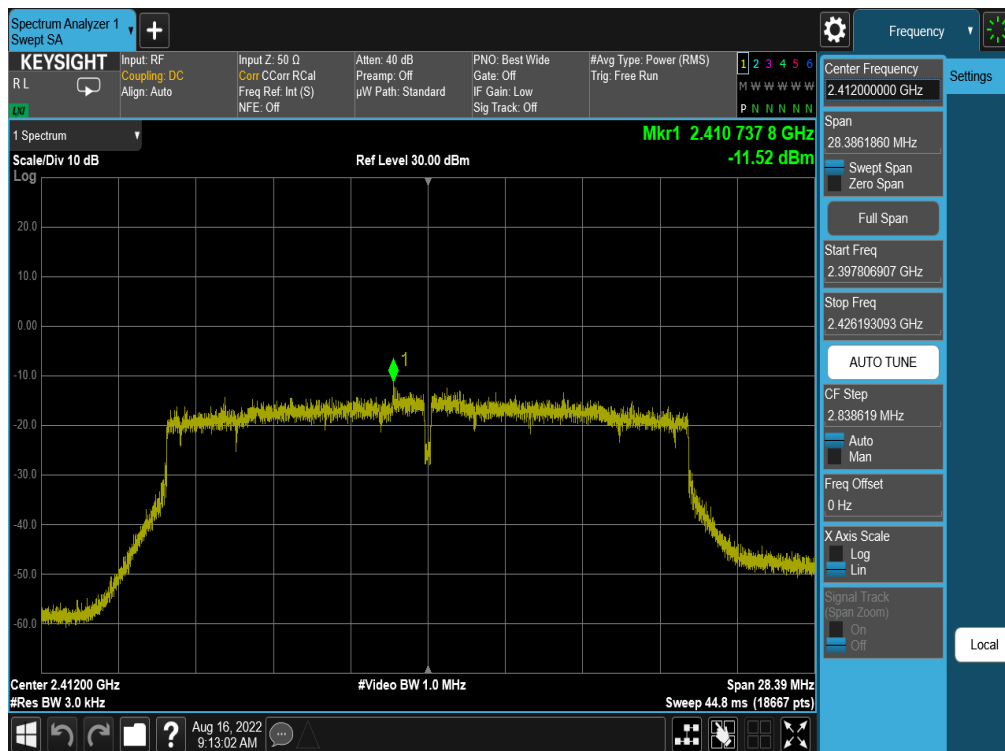 Spectrum Analyzer 1
Swept SA
+
Frequency
KEYSIGHT
R L
LXI
Input: RF
Coupling: DC
Align: Auto
Input Z: 50 Ω
Corr CCorr RCal
Freq Ref: Int (S)
NFE: Off
Atten: 40 dB
Preamp: Off
µW Path: Standard
PNO: Best Wide
Gate: Off
IF Gain: Low
Sig Track: Off
#Avg Type: Power (RMS)
Trig: Free Run
1 2 3 4 5 6
M W W W W W
P N N N N N
1 Spectrum
Scale/Div 10 dB
Ref Level 30.00 dBm
Mkr1 2.410 737 8 GHz
-11.52 dBm
Log
20.0
10.0
0.00
-10.0
-20.0
-30.0
-40.0
-50.0
-60.0
1
Center 2.41200 GHz
#Video BW 1.0 MHz
Span 28.39 MHz
#Res BW 3.0 kHz
Sweep 44.8 ms (18667 pts)
Center Frequency
2.412000000 GHz
Settings
Span
28.3861860 MHz
Swept Span
Zero Span
Full Span
Start Freq
2.397806907 GHz
Stop Freq
2.426193093 GHz
AUTO TUNE
CF Step
2.838619 MHz
Auto
Man
Freq Offset
0 Hz
X Axis Scale
Log
Lin
Signal Track
(Span Zoom)
On
Off
Local
?
Aug 16, 2022
9:13:02 AM